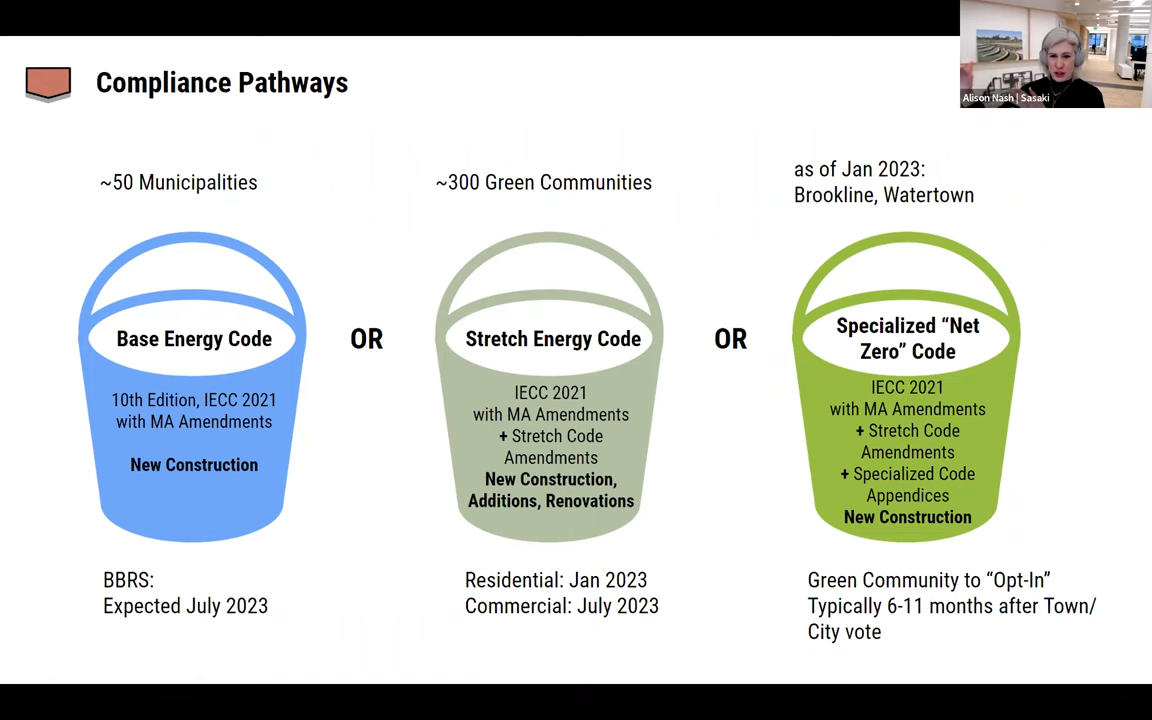 Compliance Pathways
Alison Nash | Sasaki
~50 Municipalities
~300 Green Communities
as of Jan 2023:
Brookline, Watertown
Base Energy Code
OR
Stretch Energy Code
OR
Specialized “Net
Zero” Code
10th Edition, IECC 2021
with MA Amendments
New Construction
IECC 2021
with MA Amendments
+ Stretch Code
Amendments
New Construction,
Additions, Renovations
IECC 2021
with MA Amendments
+ Stretch Code
Amendments
+ Specialized Code
Appendices
New Construction
BBRS:
Expected July 2023
Residential: Jan 2023
Commercial: July 2023
Green Community to “Opt-In”
Typically 6-11 months after Town/
City vote